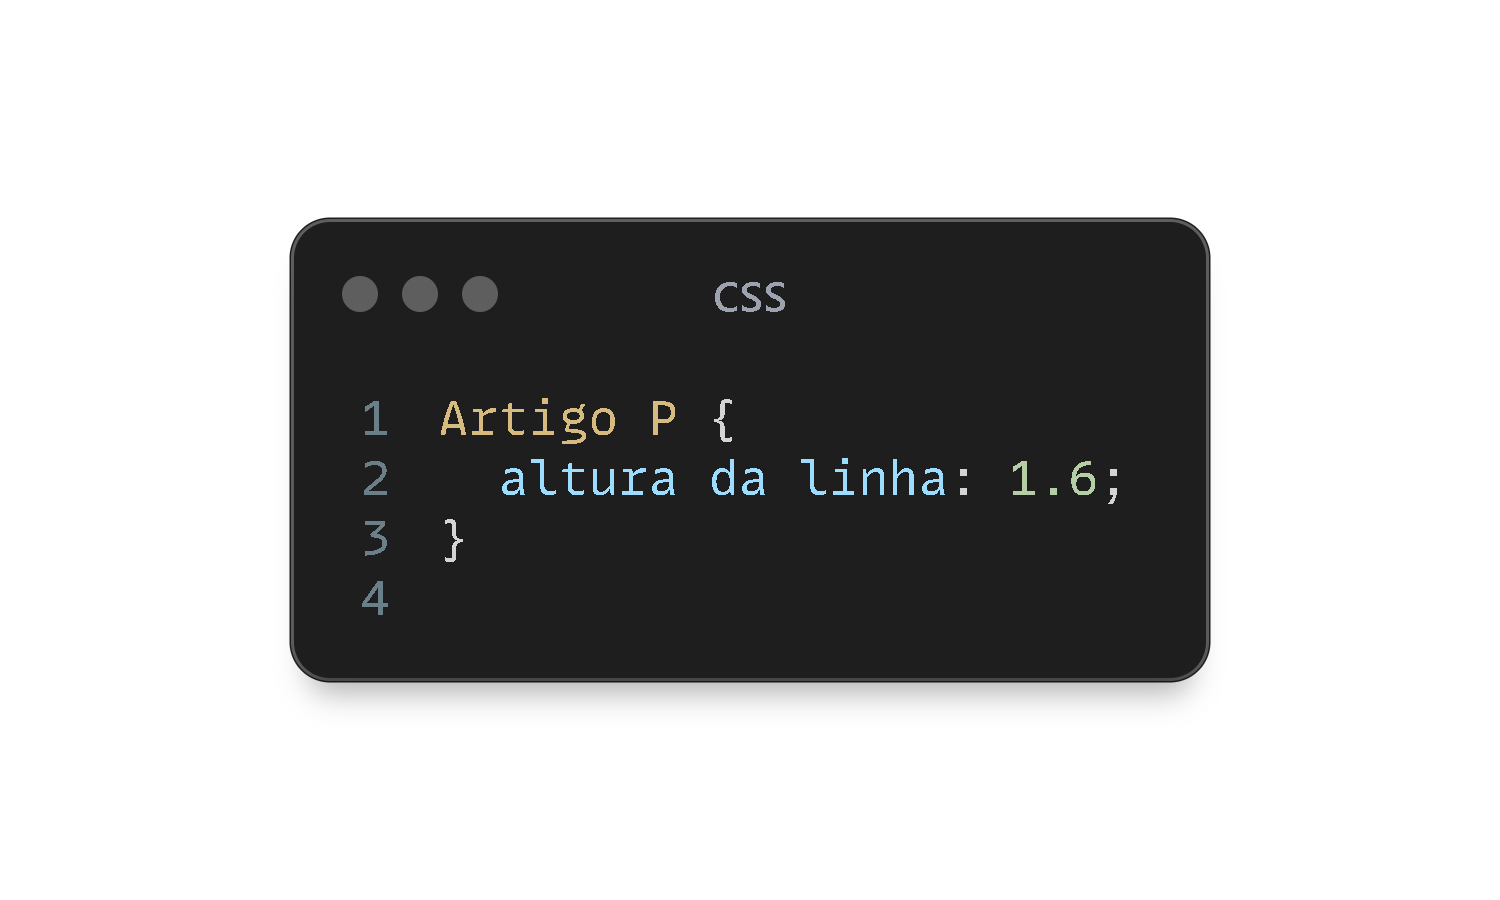 CSS
1 Artigo P {
2 altura da linha: 1.6;
3 }
4